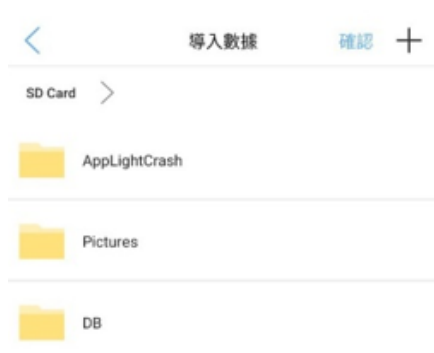 導入數據 確認
SD Card
AppLightCrash
Pictures
DB